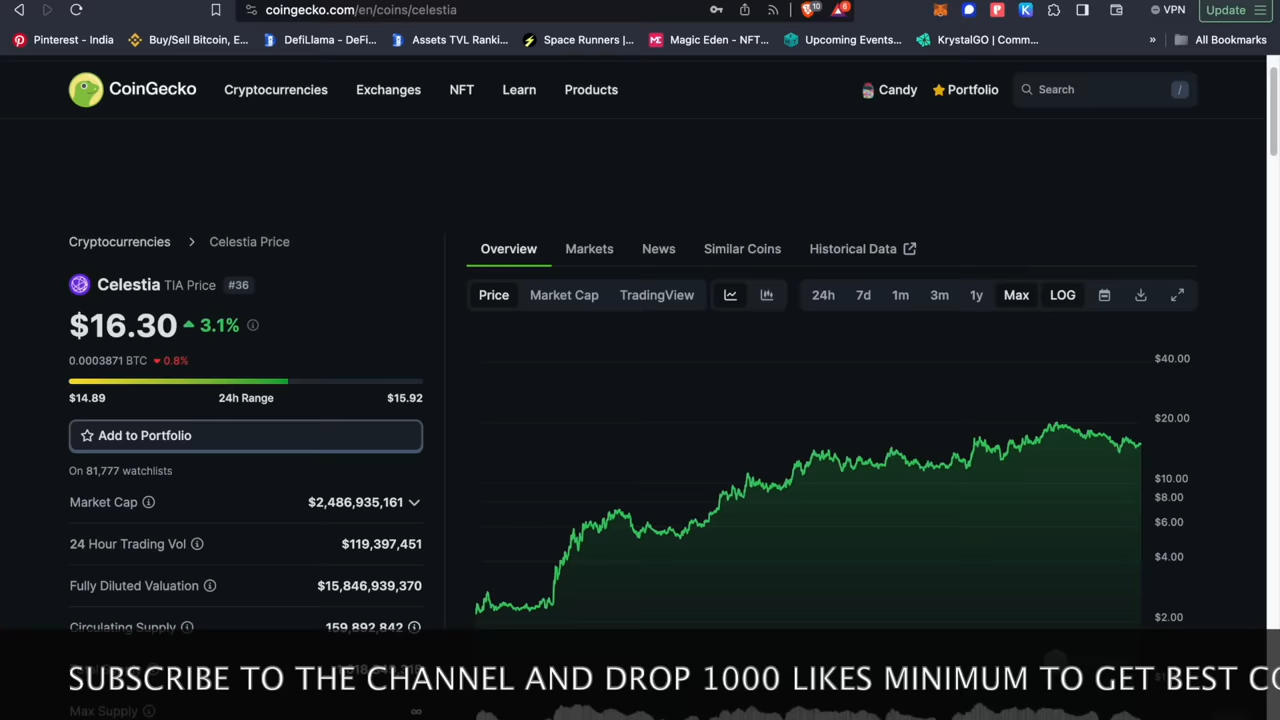 coingecko.com/en/coins/celestia
10
6
VPN
Update
Pinterest - India
Buy/Sell Bitcoin, E...
DefiLlama - DeFi...
Assets TVL Ranki...
Space Runners |...
Magic Eden - NFT...
Upcoming Events...
KrystalGO | Comm...
»
All Bookmarks
CoinGecko
Cryptocurrencies
Exchanges
NFT
Learn
Products
Candy
Portfolio
Search
/
Cryptocurrencies > Celestia Price
Celestia TIA Price #36
$16.30 3.1%
0.0003871 BTC 0.8%
$14.89 24h Range $15.92
Add to Portfolio
On 81,777 watchlists
Market Cap $2,486,935,161
24 Hour Trading Vol $119,397,451
Fully Diluted Valuation $15,846,939,370
Circulating Supply 159,892,842
Max Supply ∞
Overview Markets News Similar Coins Historical Data
Price Market Cap TradingView
24h 7d 1m 3m 1y Max LOG
$40.00
$20.00
$10.00
$8.00
$6.00
$4.00
$2.00
SUBSCRIBE TO THE CHANNEL AND DROP 1000 LIKES MINIMUM TO GET BEST CO